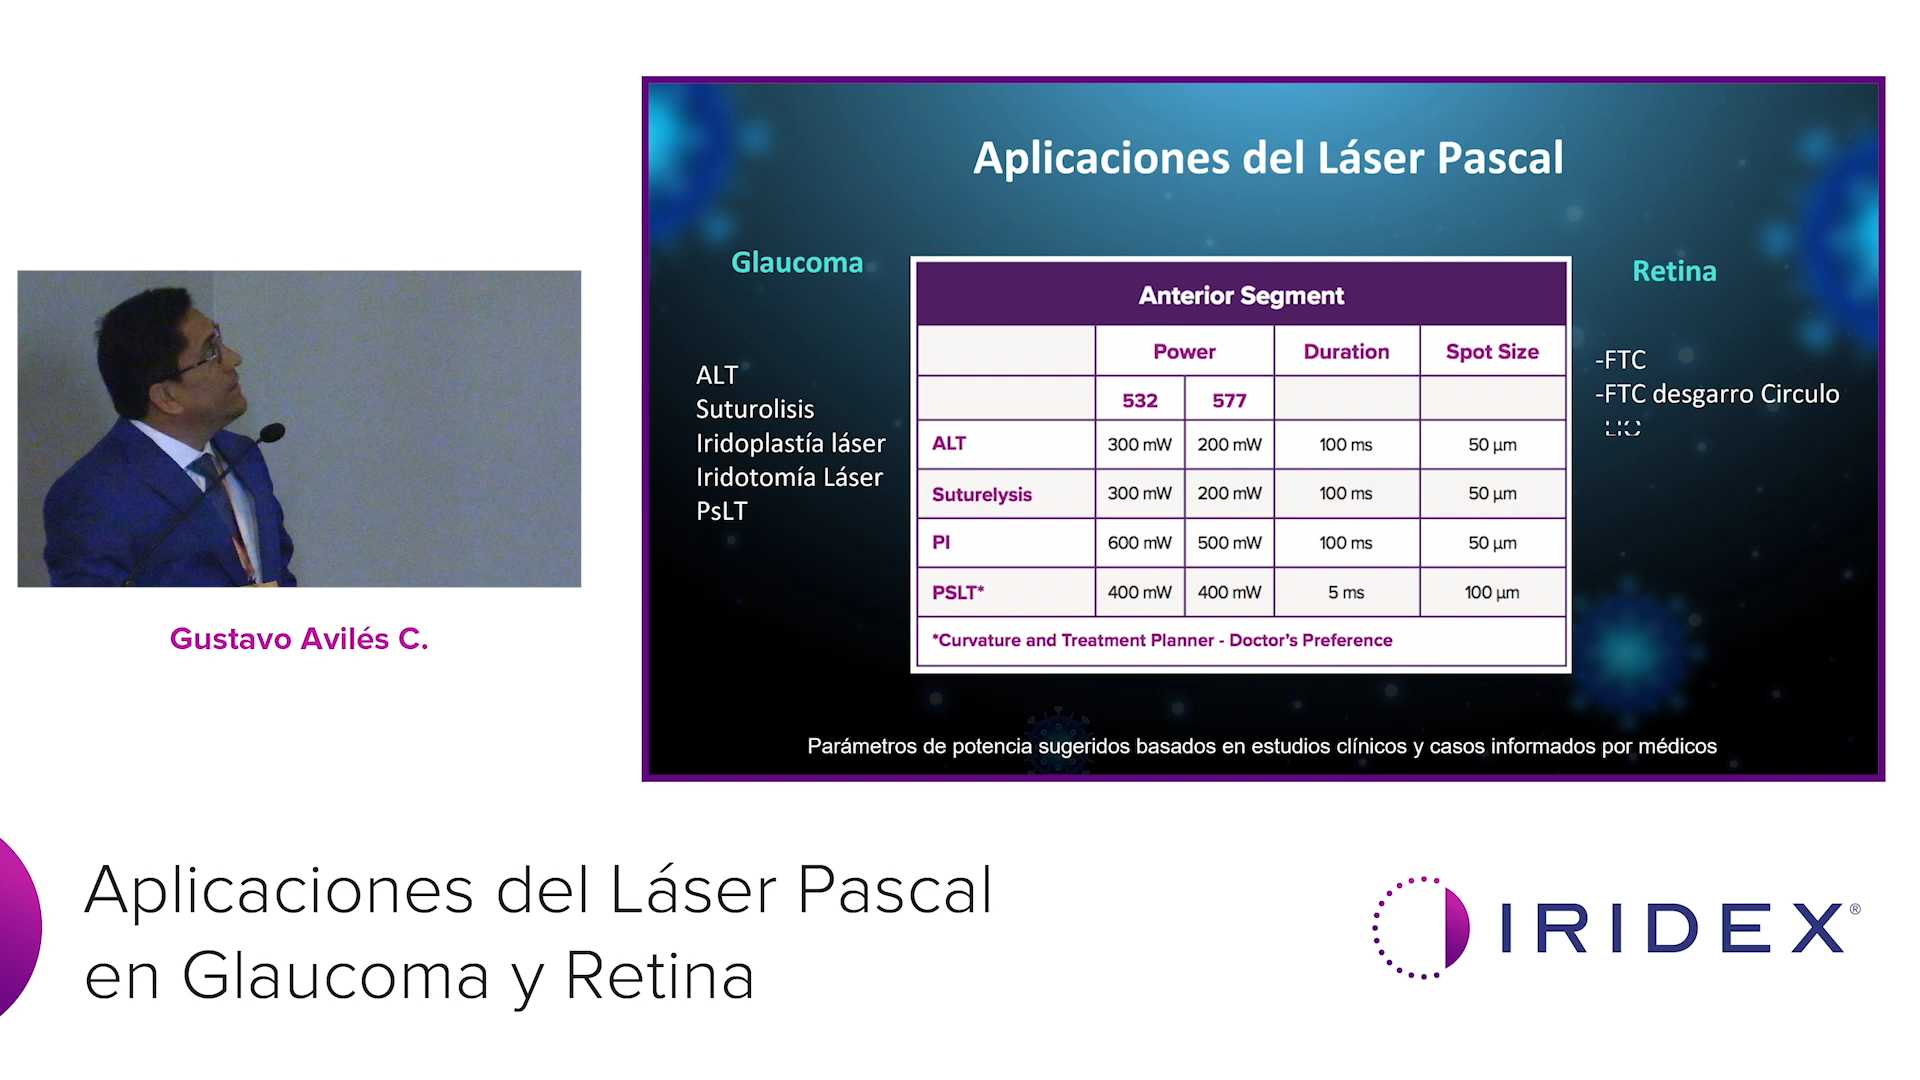 Aplicaciones del Láser Pascal
Glaucoma
ALT
Suturolisis
Iridoplastía láser
Iridotomía Láser
PsLT
Anterior Segment
Power Duration Spot Size
532 577
ALT 300 mW 200 mW 100 ms 50 µm
Suturelysis 300 mW 200 mW 100 ms 50 µm
PI 600 mW 500 mW 100 ms 50 µm
PSLT* 400 mW 400 mW 5 ms 100 µm
*Curvature and Treatment Planner - Doctor's Preference
Retina
-FTC
-FTC desgarro Circulo
Parámetros de potencia sugeridos basados en estudios clínicos y casos informados por médicos
Gustavo Avilés C.
Aplicaciones del Láser Pascal
en Glaucoma y Retina
IRIDEX®